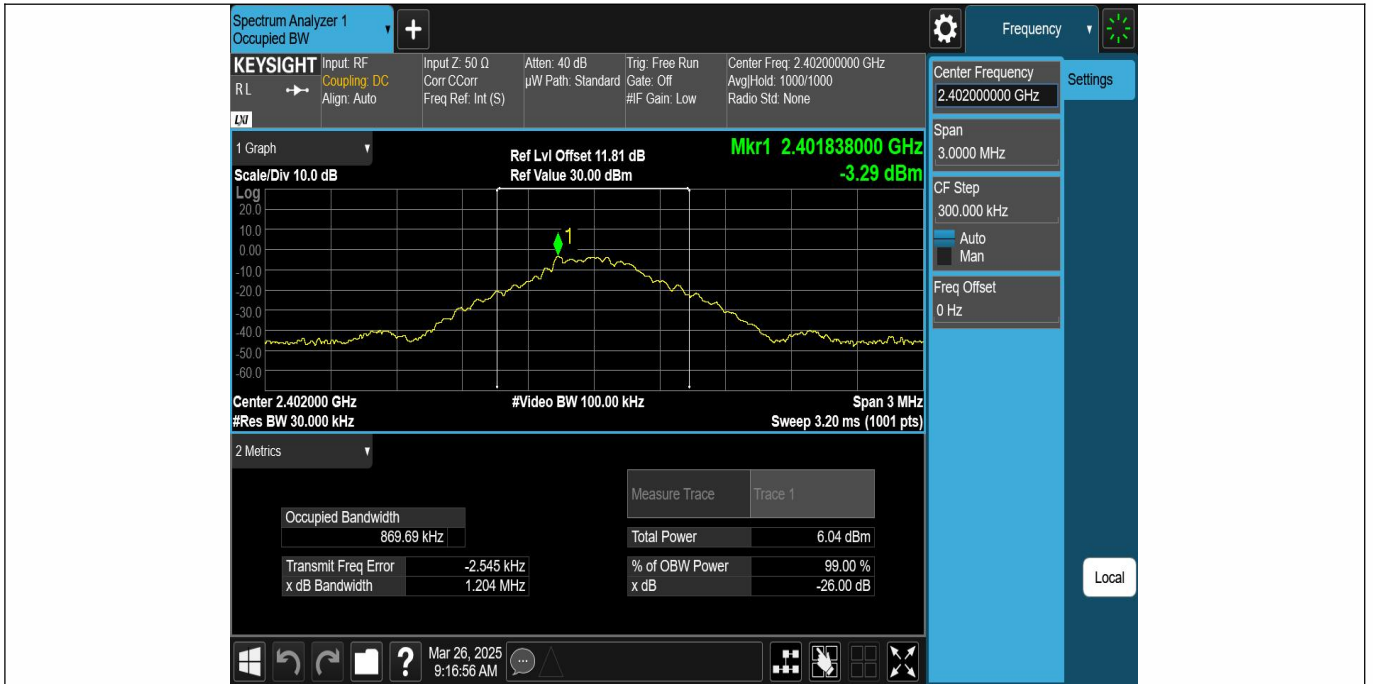 Spectrum Analyzer 1
Occupied BW
+
Frequency
KEYSIGHT
RL
LXI
Input: RF
Coupling: DC
Align: Auto
Input Z: 50 Ω
Corr CCorr
Freq Ref: Int (S)
Atten: 40 dB
µW Path: Standard
Trig: Free Run
Gate: Off
#IF Gain: Low
Center Freq: 2.402000000 GHz
Avg|Hold: 1000/1000
Radio Std: None
1 Graph
Scale/Div 10.0 dB
Ref Lvl Offset 11.81 dB
Ref Value 30.00 dBm
Mkr1 2.401838000 GHz
-3.29 dBm
Log
20.0
10.0
0.00
-10.0
-20.0
-30.0
-40.0
-50.0
-60.0
1
Center 2.402000 GHz
#Res BW 30.000 kHz
#Video BW 100.00 kHz
Span 3 MHz
Sweep 3.20 ms (1001 pts)
2 Metrics
Measure Trace Trace 1
Occupied Bandwidth
869.69 kHz
Total Power 6.04 dBm
Transmit Freq Error -2.545 kHz
% of OBW Power 99.00 %
x dB Bandwidth 1.204 MHz
x dB -26.00 dB
Center Frequency
2.402000000 GHz
Settings
Span
3.0000 MHz
CF Step
300.000 kHz
Auto
Man
Freq Offset
0 Hz
Local
?
Mar 26, 2025
9:16:56 AM